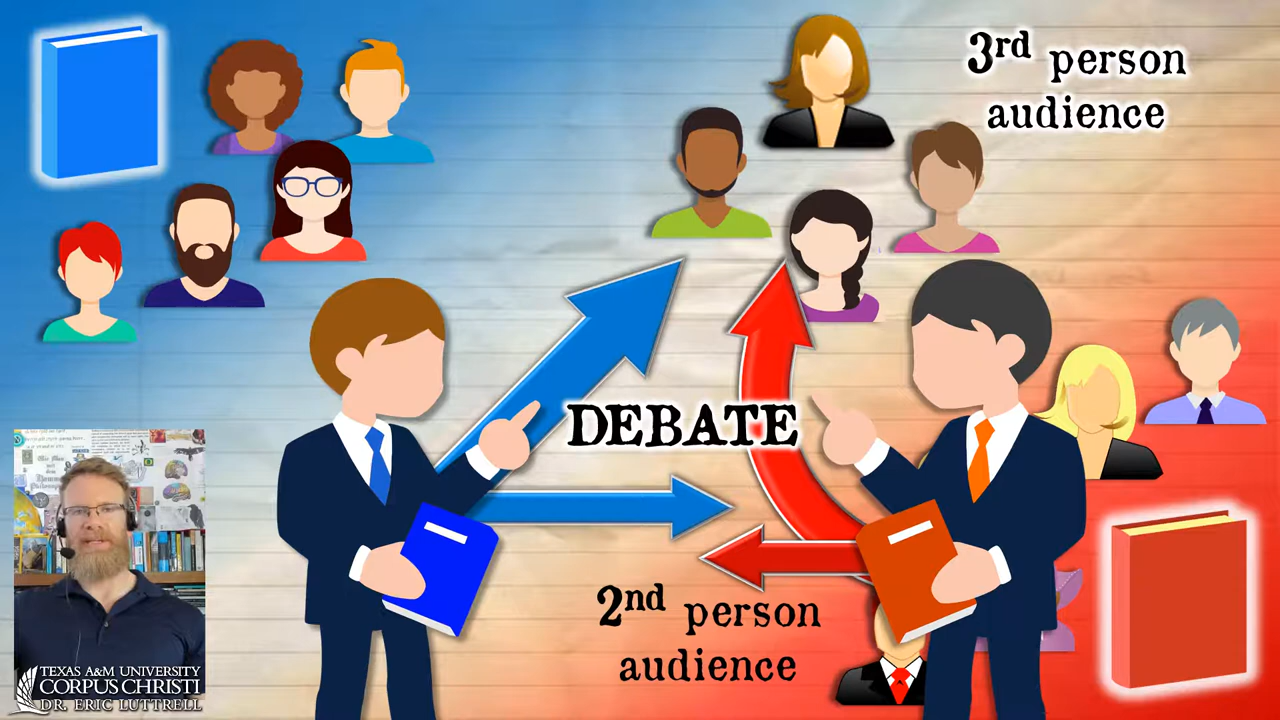 3rd person
audience
DEBATE
2nd person
audience
TEXAS A&M UNIVERSITY
CORPUS CHRISTI
DR. ERIC LUTTRELL